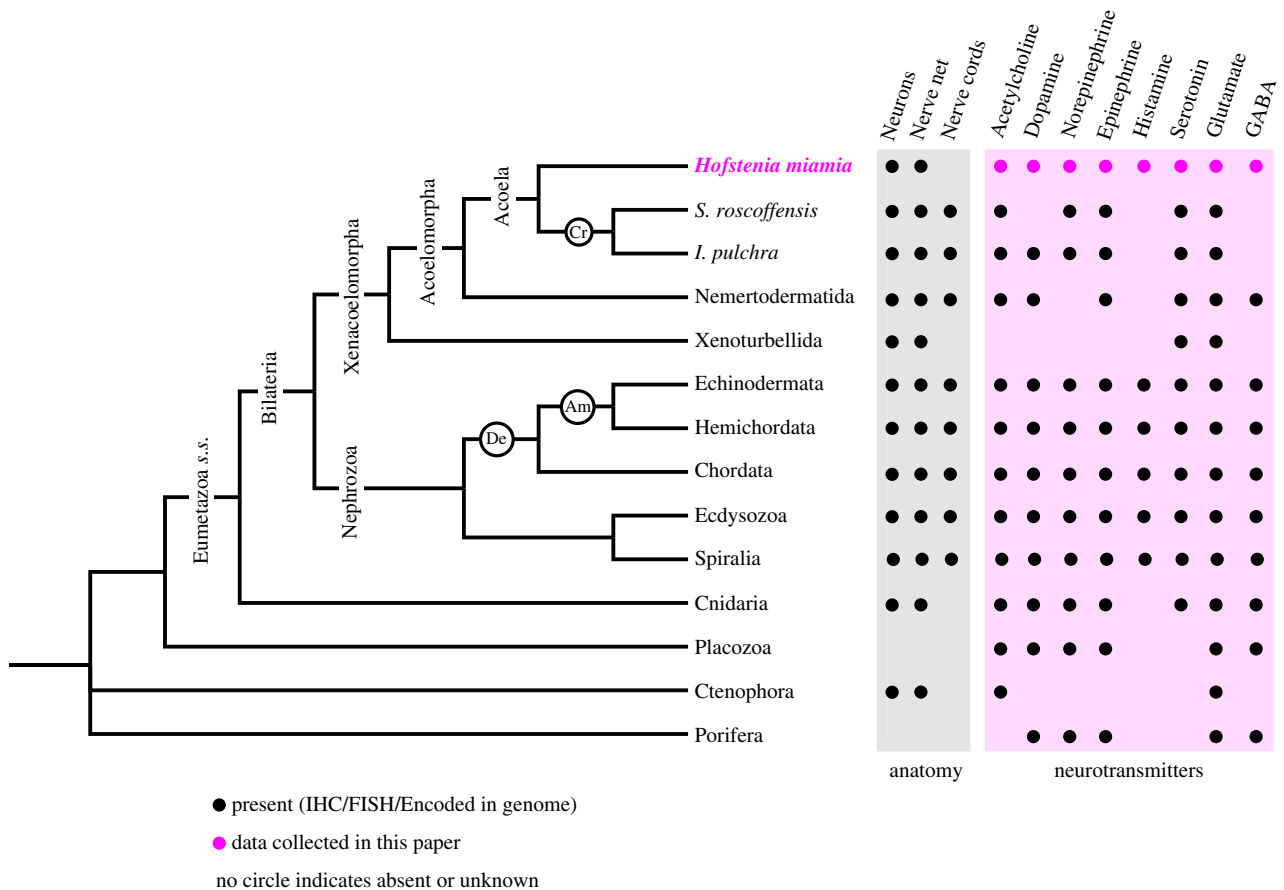 Neurons
Nerve net
Nerve cords
Acetylcholine
Dopamine
Norepinephrine
Epinephrine
Histamine
Serotonin
Glutamate
GABA
Hofstenia miamia
S. roscoffensis
I. pulchra
Nemertodermatida
Xenoturbellida
Echinodermata
Hemichordata
Chordata
Ecdysozoa
Spiralia
Cnidaria
Placozoa
Ctenophora
Porifera
Acoela
Cr
Acoelomorpha
Xenacoelomorpha
Bilateria
Am
De
Nephrozoa
Eumetazoa s.s.
anatomy
neurotransmitters
present (IHC/FISH/Encoded in genome)
data collected in this paper
no circle indicates absent or unknown